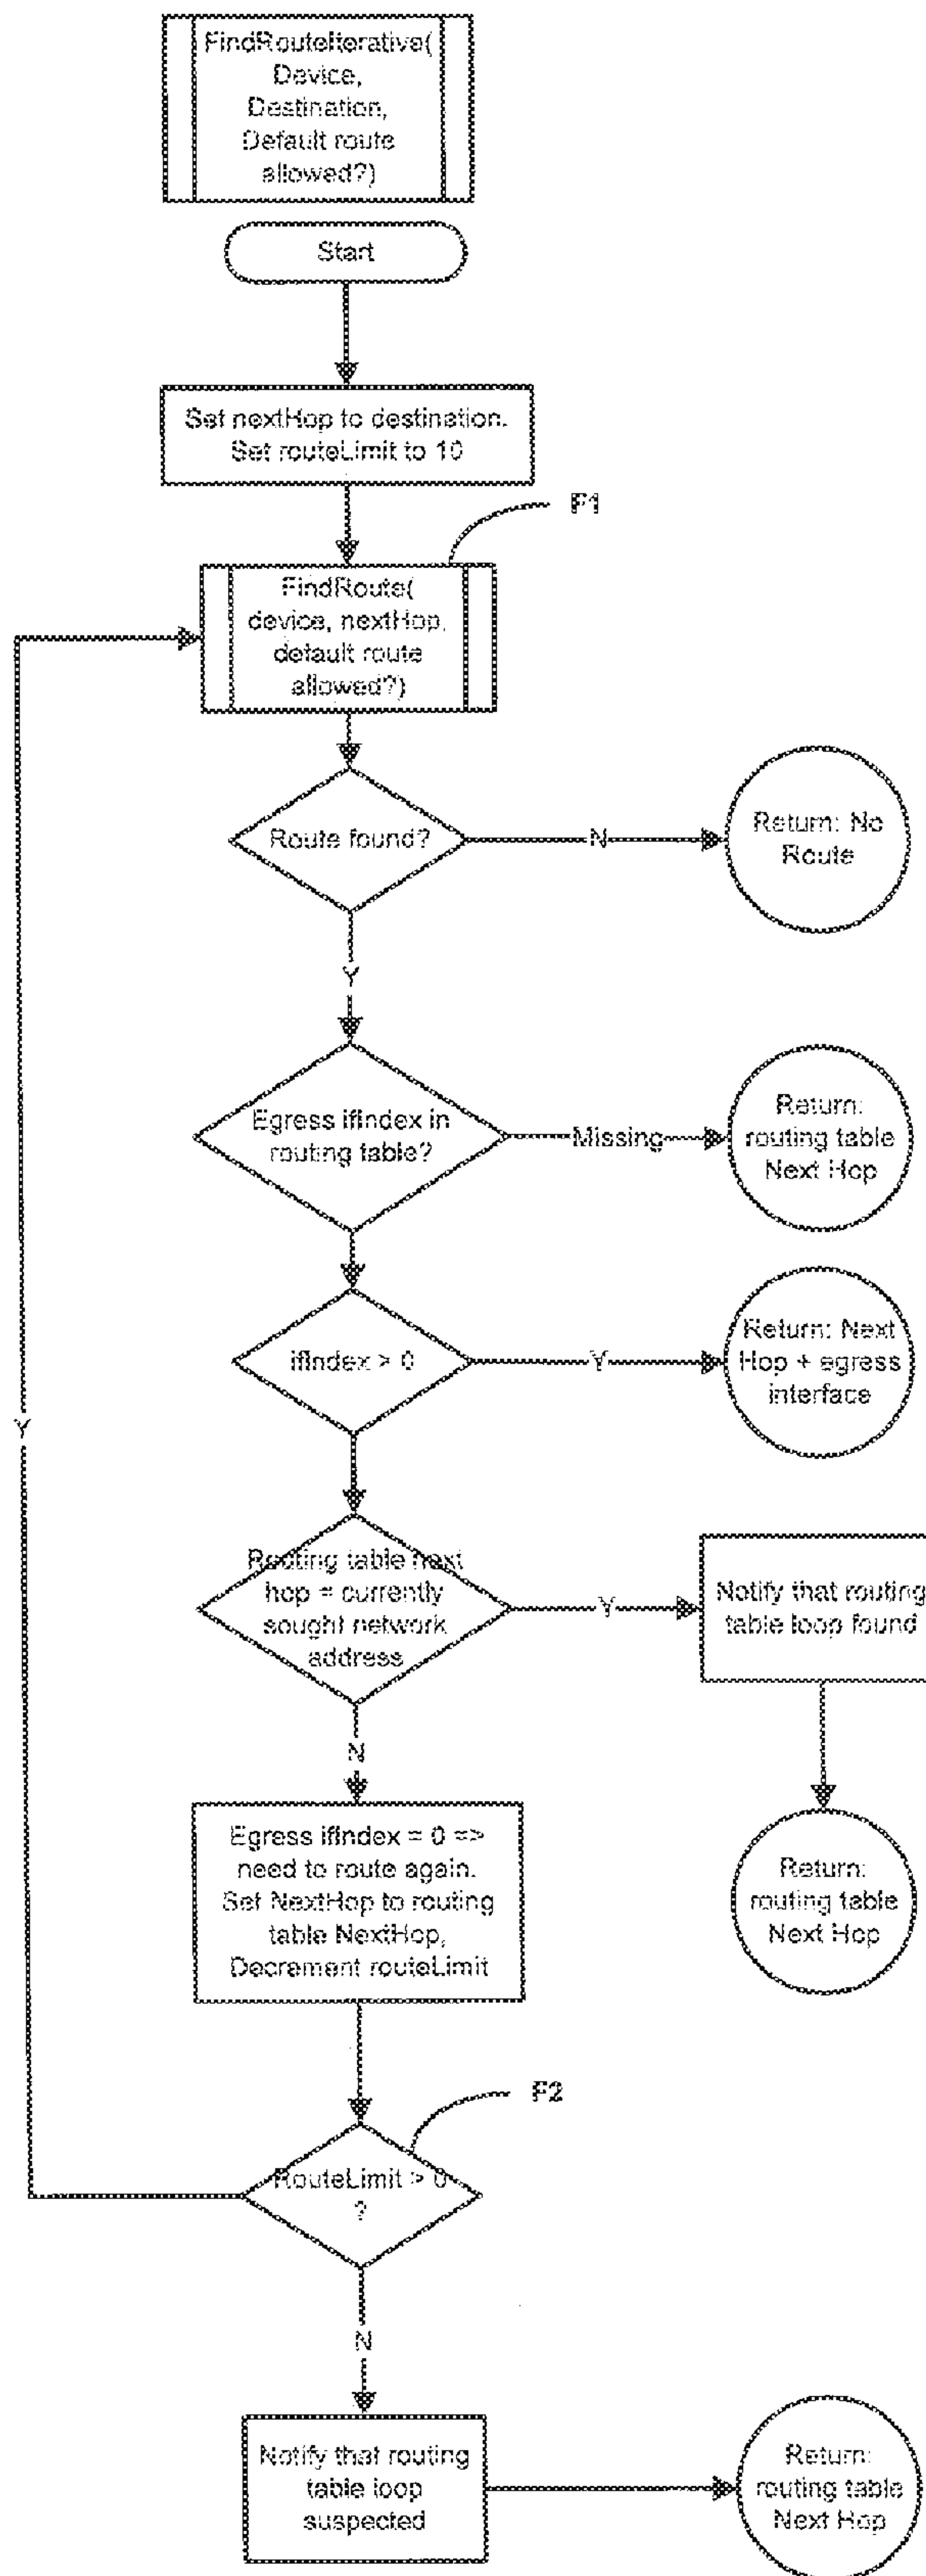 FindRouteIterative(
Device,
Destination,
Default route
allowed?)
Start
Set nextHop to destination.
Set routeLimit to 10
F1
FindRoute(
device, nextHop,
default route
allowed?)
Route found?
N
Return: No
Route
Y
Egress ifIndex in
routing table?
Missing
Return:
routing table
Next Hop
ifIndex > 0
Y
Return: Next
Hop + egress
interface
Y
Routing table next
hop = currently
sought network
address
Y
Notify that routing
table loop found
N
Egress ifIndex = 0 =>
need to route again.
Set NextHop to routing
table NextHop,
Decrement routeLimit
Return:
routing table
Next Hop
F2
RouteLimit > 0
?
N
Notify that routing
table loop
suspected
Return:
routing table
Next Hop